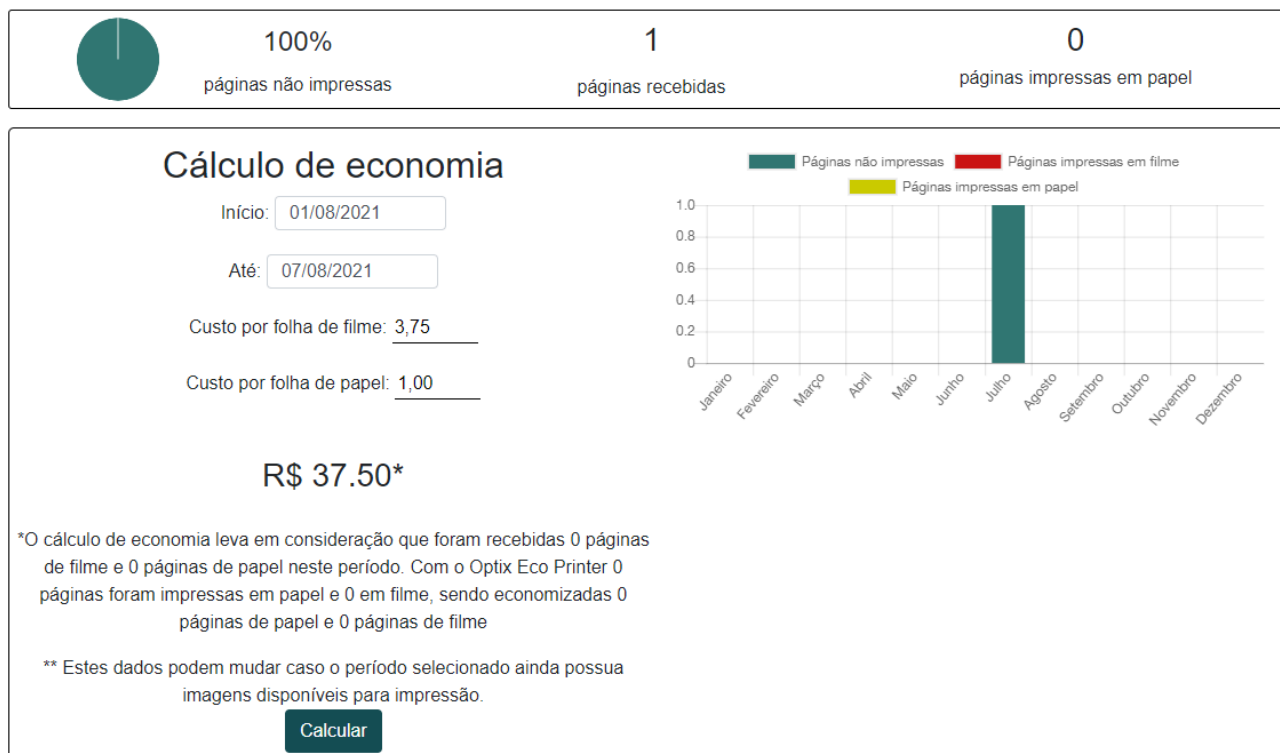 100%
páginas não impressas
1
páginas recebidas
0
páginas impressas em papel
Cálculo de economia
Início: 01/08/2021
Até: 07/08/2021
Custo por folha de filme: 3,75
Custo por folha de papel: 1,00
R$ 37.50*
*O cálculo de economia leva em consideração que foram recebidas 0 páginas
de filme e 0 páginas de papel neste período. Com o Optix Eco Printer 0
páginas foram impressas em papel e 0 em filme, sendo economizadas 0
páginas de papel e 0 páginas de filme
** Estes dados podem mudar caso o período selecionado ainda possua
imagens disponíveis para impressão.
Calcular
Páginas não impressas Páginas impressas em filme
Páginas impressas em papel
1.0
0.8
0.6
0.4
0.2
0
Janeiro
Fevereiro
Março
Abril
Maio
Junho
Julho
Agosto
Setembro
Outubro
Novembro
Dezembro